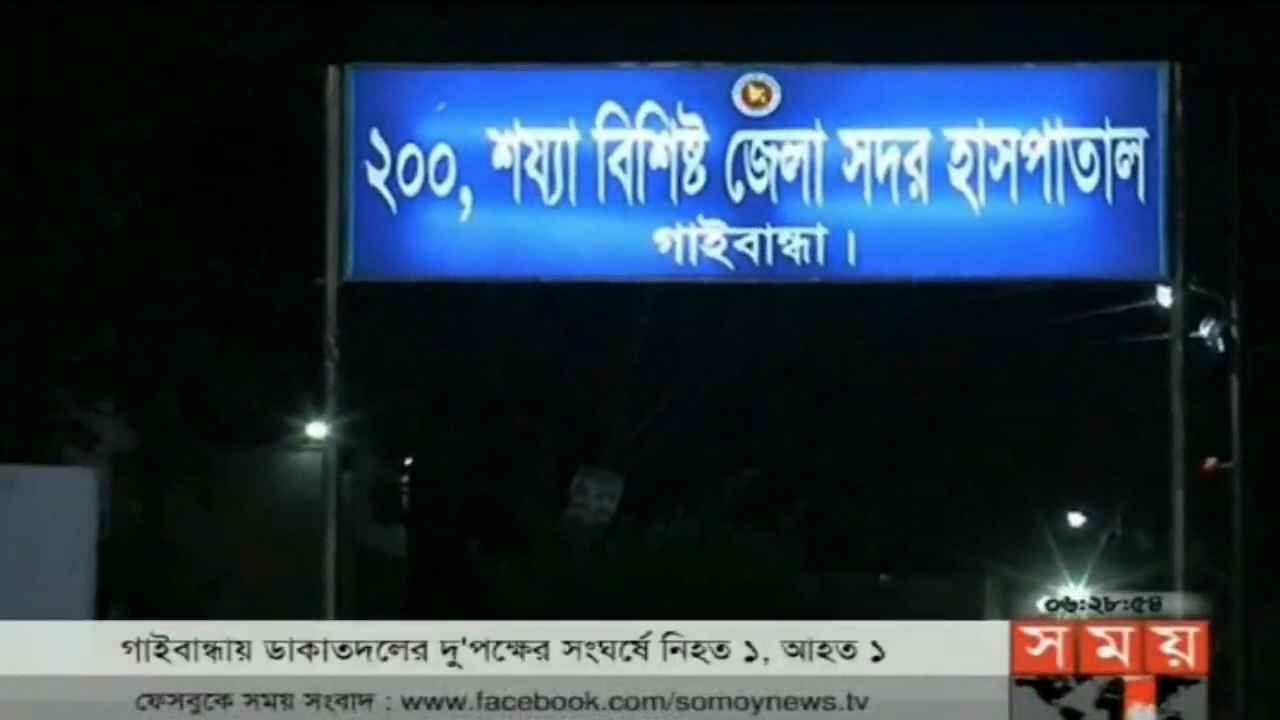 ২০০, শয্যা বিশিষ্ট জেলা সদর হাসপাতাল
গাইবান্ধা।
০৬:২৮:৫৪
সময়
গাইবান্ধায় ডাকাতদলের দু'পক্ষের সংঘর্ষে নিহত ১, আহত ১
ফেসবুকে সময় সংবাদ : www.facebook.com/somoynews.tv